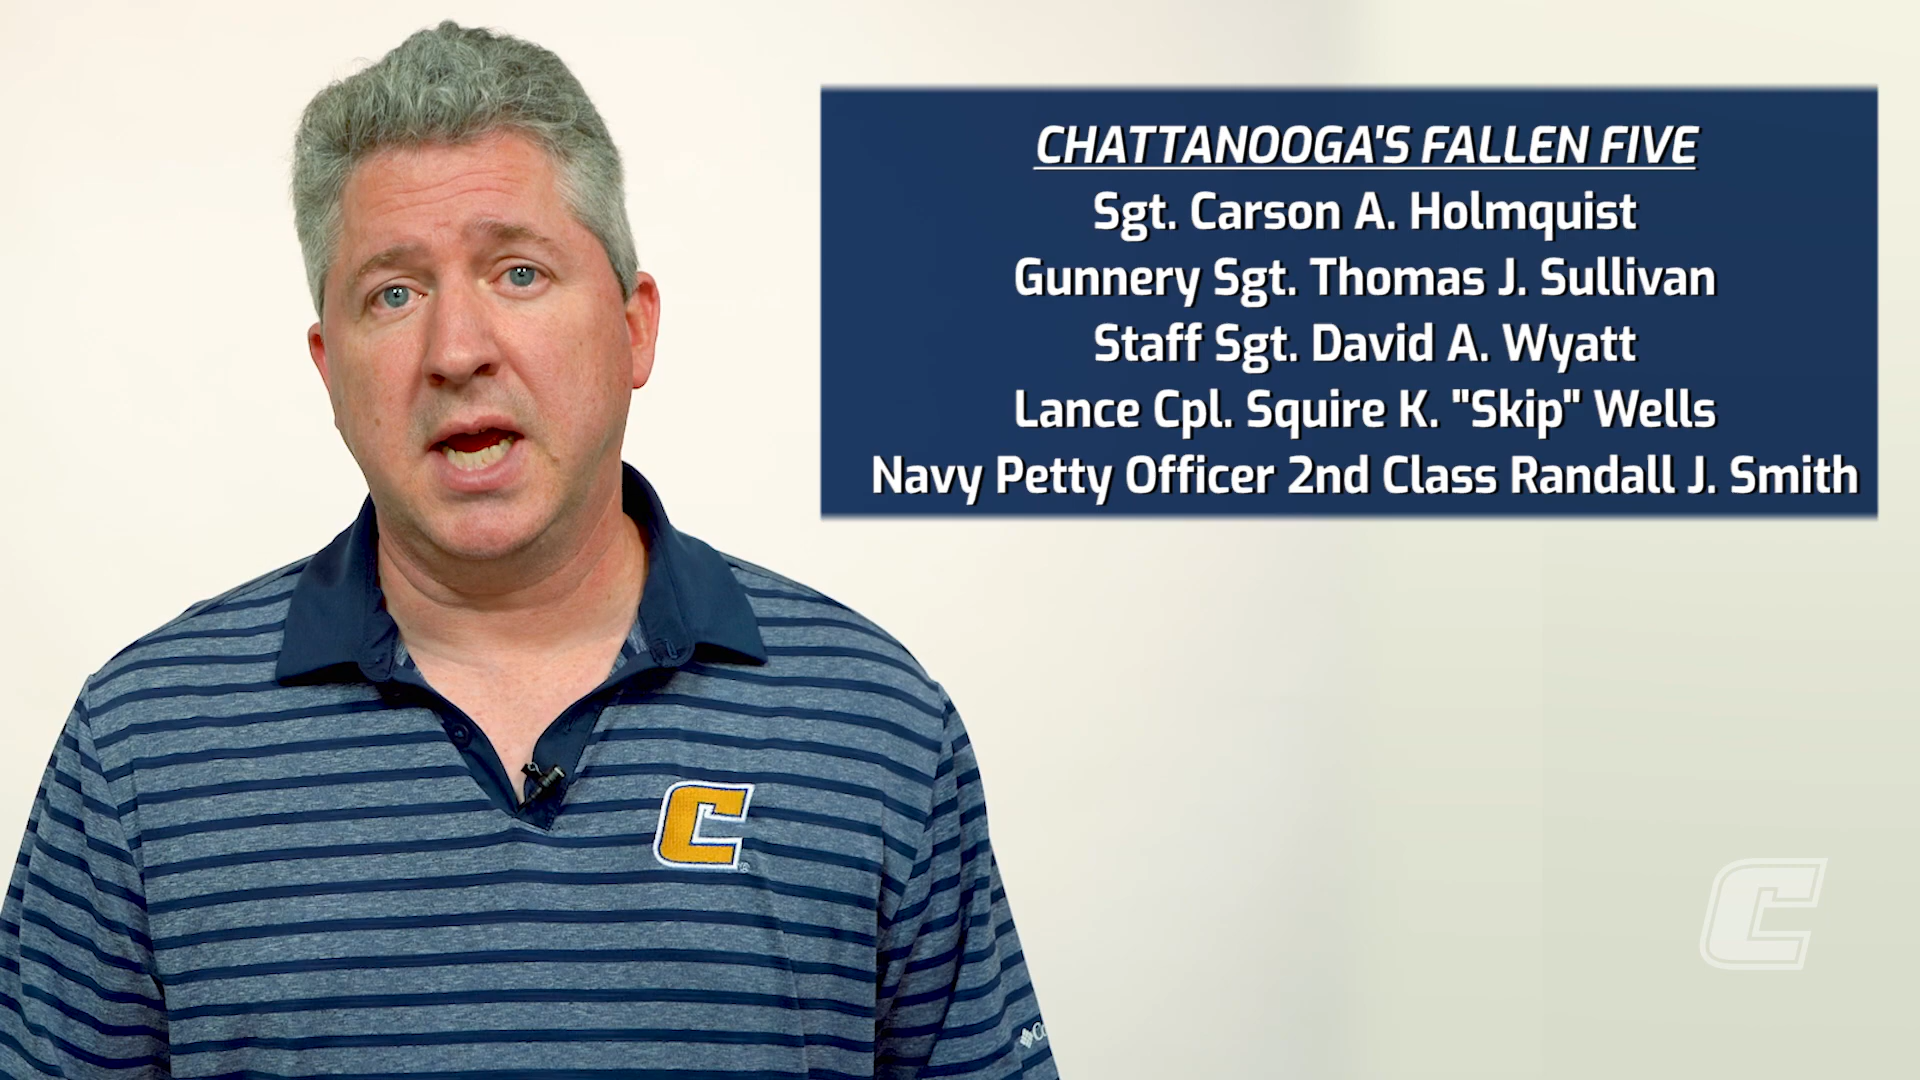 CHATTANOOGA'S FALLEN FIVE
Sgt. Carson A. Holmquist
Gunnery Sgt. Thomas J. Sullivan
Staff Sgt. David A. Wyatt
Lance Cpl. Squire K. "Skip" Wells
Navy Petty Officer 2nd Class Randall J. Smith
C
C